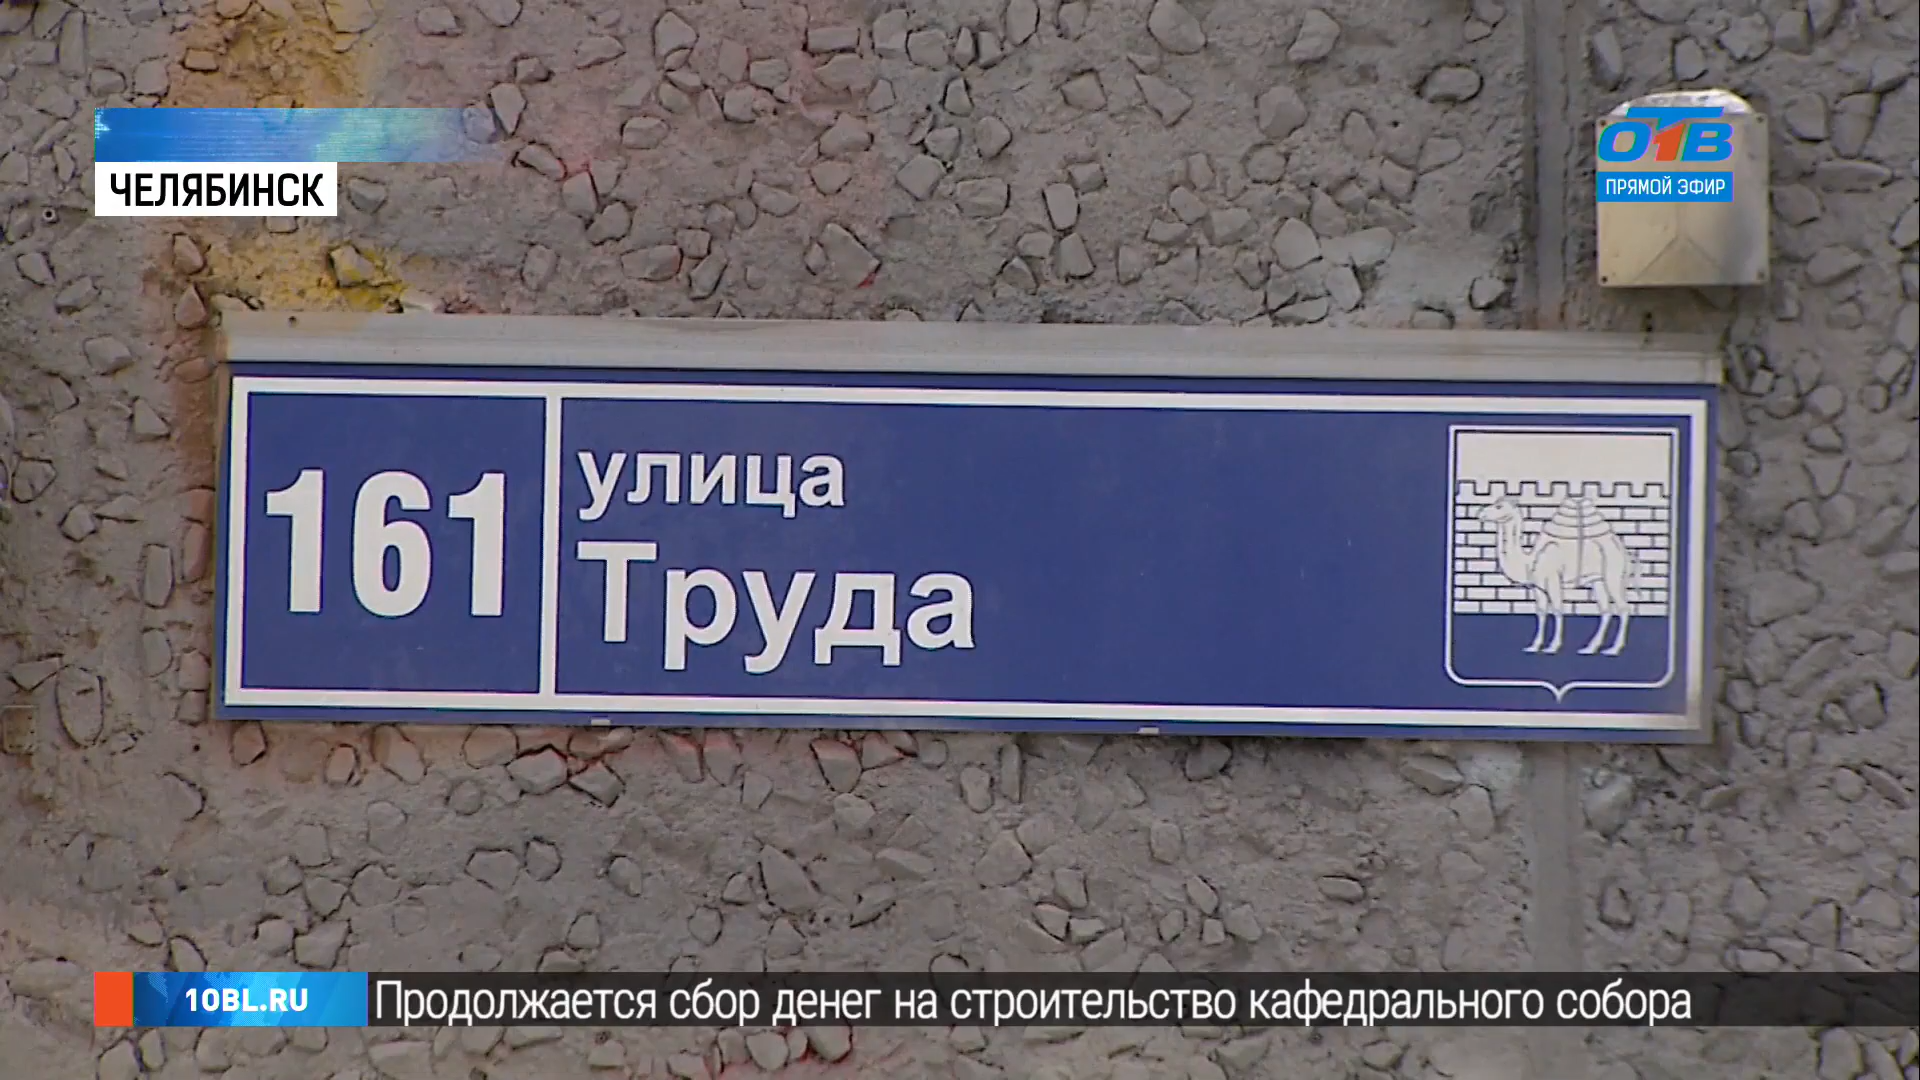 ЧЕЛЯБИНСК
ОТВ
ПРЯМОЙ ЭФИР
161
улица
Труда
10BL.RU
Продолжается сбор денег на строительство кафедрального собора